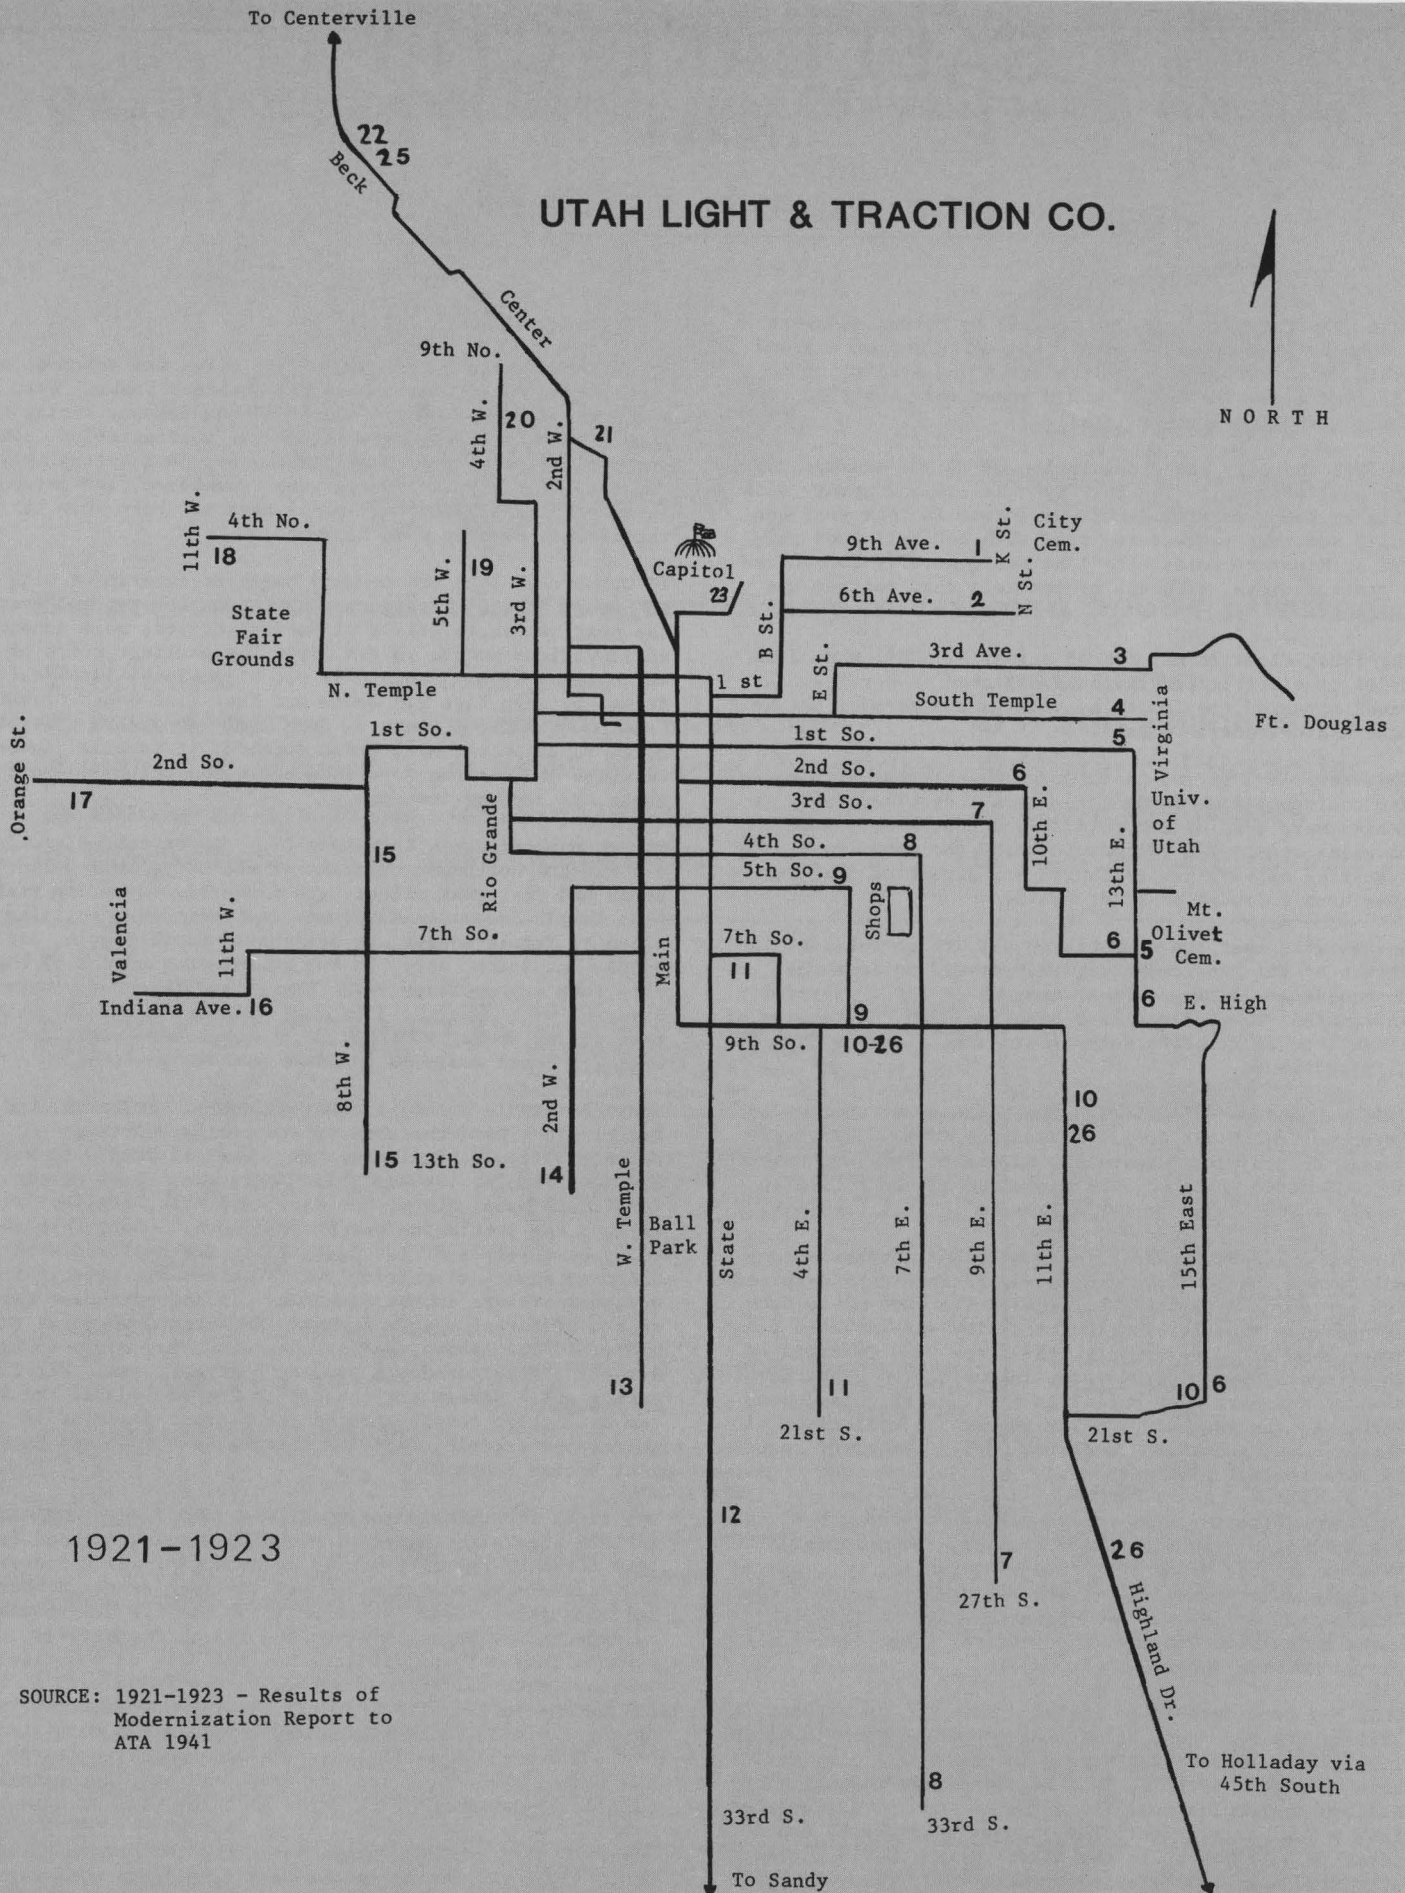 To Centerville
22
25
Beck
UTAH LIGHT & TRACTION CO.
Center
NORTH
9th No.
4th W.
20
2nd W.
21
11th W.
4th No.
18
5th W.
19
3rd W.
State
Fair
Grounds
Capitol
23
B St.
9th Ave.
1
K St.
City
Cem.
6th Ave.
2
N St.
E St.
3rd Ave.
3
N. Temple
1 st
South Temple
4
Virginia
Ft. Douglas
Orange St.
2nd So.
17
1st So.
1st So.
5
2nd So.
6
3rd So.
7
10th E.
13th E.
Univ.
of
Utah
15
Rio Grande
4th So.
8
5th So.
9
Shops
Valencia
11th W.
7th So.
Main
7th So.
11
6
5
Mt.
Olivet
Cem.
Indiana Ave.
16
6
E. High
9
9th So.
10-26
8th W.
2nd W.
10
26
15
13th So.
14
W. Temple
Ball
Park
State
4th E.
7th E.
9th E.
11th E.
15th East
13
11
10
6
21st S.
21st S.
12
1921-1923
7
27th S.
26
Highland Dr.
SOURCE: 1921-1923 - Results of
Modernization Report to
ATA 1941
8
To Holladay via
45th South
33rd S.
33rd S.
To Sandy